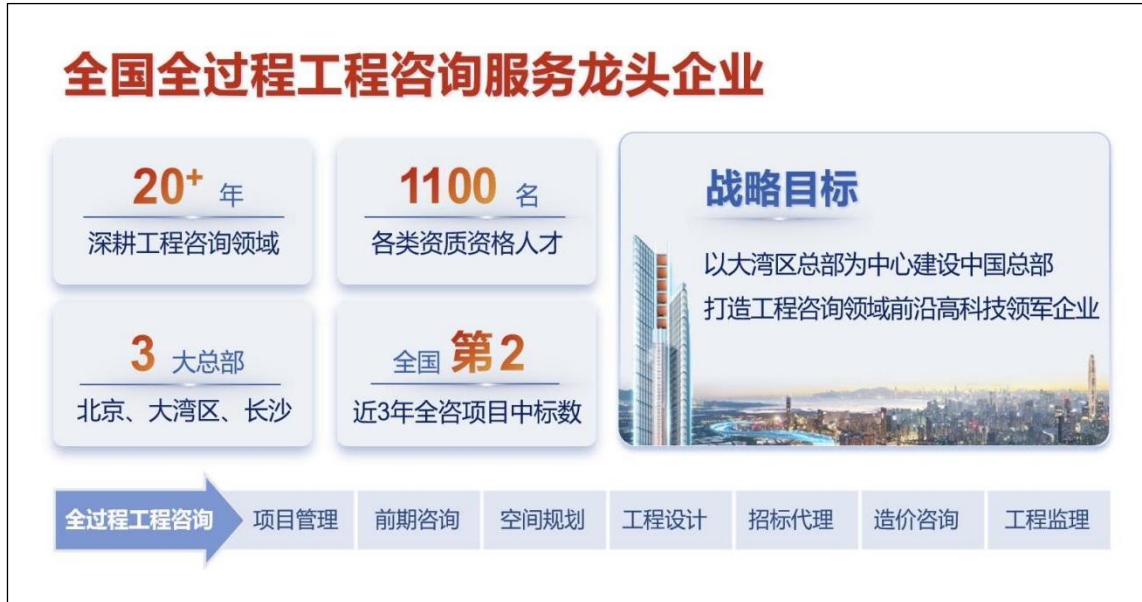 全国全过程工程咨询服务龙头企业
20+ 年
深耕工程咨询领域
1100 名
各类资质资格人才
3 大总部
北京、大湾区、长沙
全国 第2
近3年全咨项目中标数
战略目标
以大湾区总部为中心建设中国总部
打造工程咨询领域前沿高科技领军企业
全过程工程咨询 项目管理 前期咨询 空间规划 工程设计 招标代理 造价咨询 工程监理